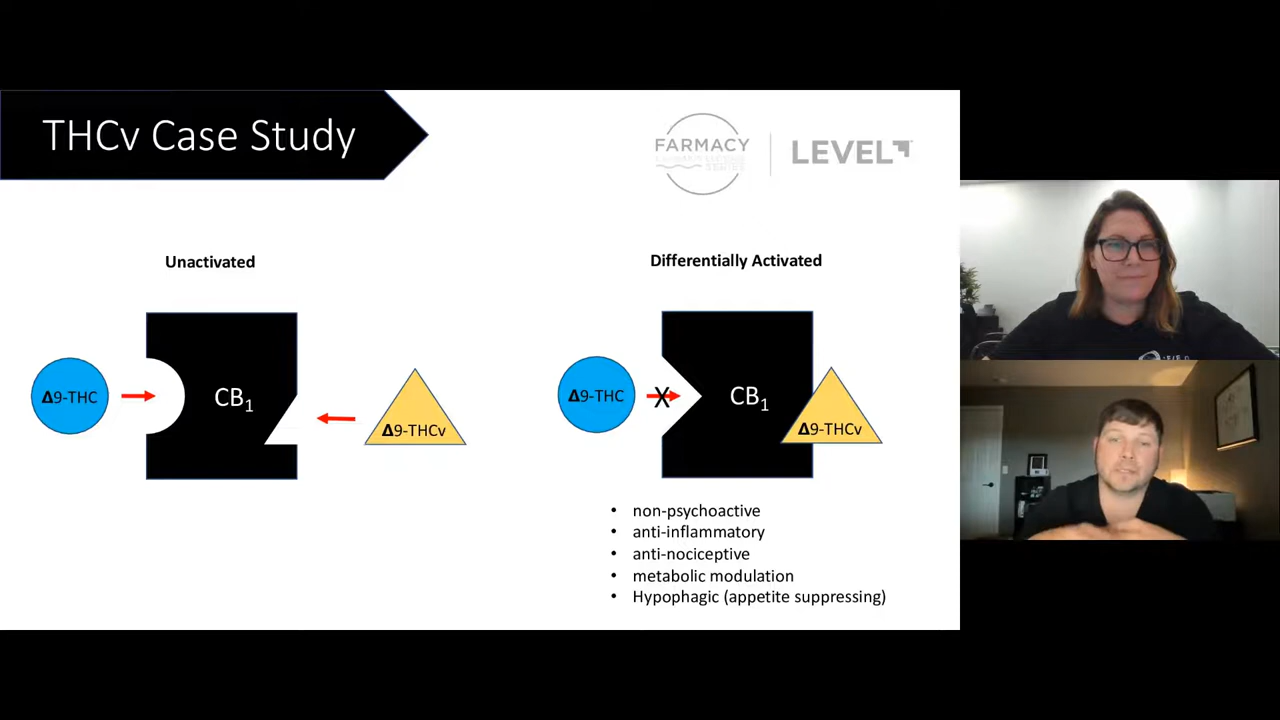 THCv Case Study
FARMACY
LEVEL
Unactivated
Differentially Activated
Δ9-THC
CB₁
Δ9-THCv
Δ9-THC
X
CB₁
Δ9-THCv
• non-psychoactive
• anti-inflammatory
• anti-nociceptive
• metabolic modulation
• Hypophagic (appetite suppressing)